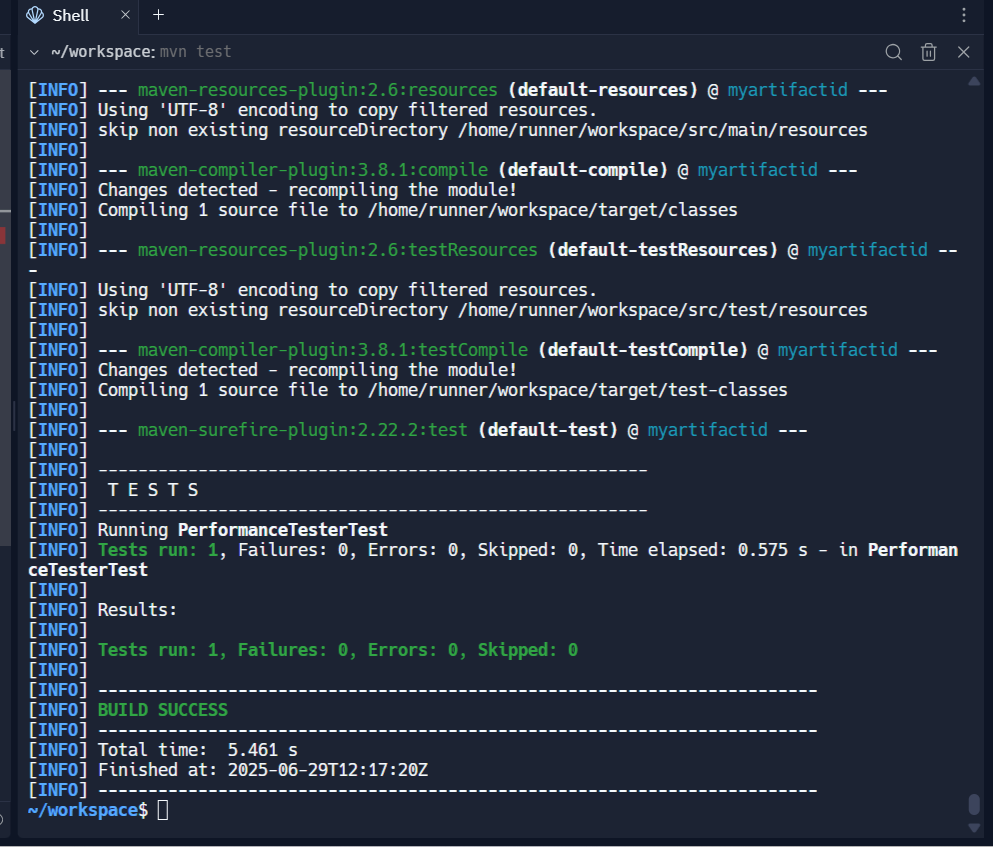 Shell
~/workspace: mvn test
[INFO] --- maven-resources-plugin:2.6:resources (default-resources) @ myartifactid ---
[INFO] Using 'UTF-8' encoding to copy filtered resources.
[INFO] skip non existing resourceDirectory /home/runner/workspace/src/main/resources
[INFO]
[INFO] --- maven-compiler-plugin:3.8.1:compile (default-compile) @ myartifactid ---
[INFO] Changes detected - recompiling the module!
[INFO] Compiling 1 source file to /home/runner/workspace/target/classes
[INFO]
[INFO] --- maven-resources-plugin:2.6:testResources (default-testResources) @ myartifactid --
-
[INFO] Using 'UTF-8' encoding to copy filtered resources.
[INFO] skip non existing resourceDirectory /home/runner/workspace/src/test/resources
[INFO]
[INFO] --- maven-compiler-plugin:3.8.1:testCompile (default-testCompile) @ myartifactid ---
[INFO] Changes detected - recompiling the module!
[INFO] Compiling 1 source file to /home/runner/workspace/target/test-classes
[INFO]
[INFO] --- maven-surefire-plugin:2.22.2:test (default-test) @ myartifactid ---
[INFO]
[INFO] -------------------------------------------------------
[INFO]  T E S T S
[INFO] -------------------------------------------------------
[INFO] Running PerformanceTesterTest
[INFO] Tests run: 1, Failures: 0, Errors: 0, Skipped: 0, Time elapsed: 0.575 s - in Performan
ceTesterTest
[INFO]
[INFO] Results:
[INFO]
[INFO] Tests run: 1, Failures: 0, Errors: 0, Skipped: 0
[INFO]
[INFO] ------------------------------------------------------------------------
[INFO] BUILD SUCCESS
[INFO] ------------------------------------------------------------------------
[INFO] Total time:  5.461 s
[INFO] Finished at: 2025-06-29T12:17:20Z
[INFO] ------------------------------------------------------------------------
~/workspace$